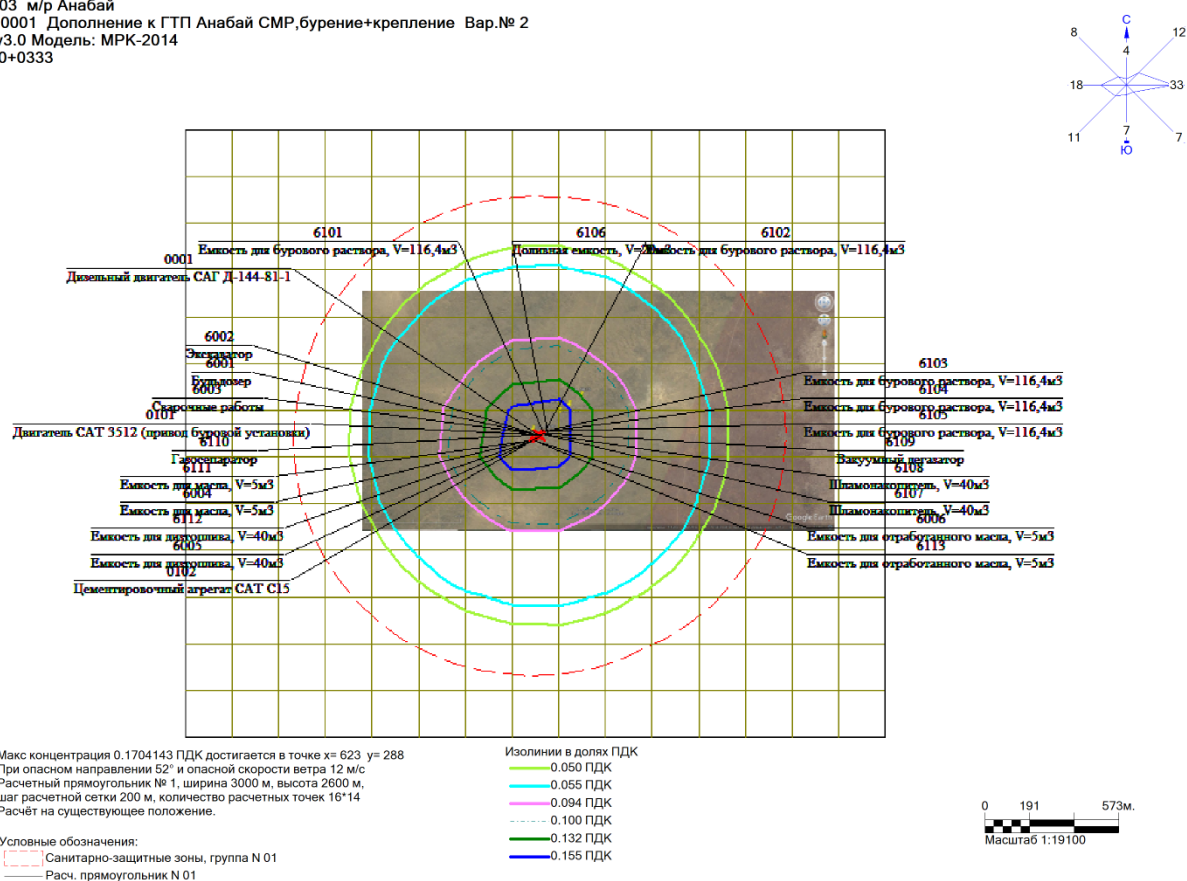 03 м/р Анабай
0001 Дополнение к ГТП Анабай СМР,бурение+крепление Вар.№ 2
v3.0 Модель: МРК-2014
0+0333
С
8
12
4
18
33
11
7
7
Ю
6101
Емкость для бурового раствора, V=116,4м3
6106
Доливная емкость,
6102
Емкость для бурового раствора, V=116,4м3
0001
Дизельный двигатель САГ Д-144-81-1
6002
Экскаватор
6001
Бульдозер
6003
Сварочные работы
0101
Двигатель CAT 3512 (привод буровой установки)
6110
Газосепаратор
6111
Емкость для масла, V=5м3
6004
Емкость для масла, V=5м3
6112
Емкость для дизтоплива, V=40м3
6005
Емкость для дизтоплива, V=40м3
0102
Цементировочный агрегат CAT C15
6103
Емкость для бурового раствора, V=116,4м3
6104
Емкость для бурового раствора, V=116,4м3
6105
Емкость для бурового раствора, V=116,4м3
6109
Вакуумный дегазатор
6108
Шламонакопитель, V=40м3
6107
Шламонакопитель, V=40м3
6006
Емкость для отработанного масла, V=5м3
6113
Емкость для отработанного масла, V=5м3
Google Earth
Макс концентрация 0.1704143 ПДК достигается в точке x= 623 y= 288
При опасном направлении 52° и опасной скорости ветра 12 м/с
Расчетный прямоугольник № 1, ширина 3000 м, высота 2600 м,
шаг расчетной сетки 200 м, количество расчетных точек 16*14
Расчёт на существующее положение.
Условные обозначения:
Санитарно-защитные зоны, группа N 01
Расч. прямоугольник N 01
Изолинии в долях ПДК
0.050 ПДК
0.055 ПДК
0.094 ПДК
0.100 ПДК
0.132 ПДК
0.155 ПДК
0 191 573м.
Масштаб 1:19100